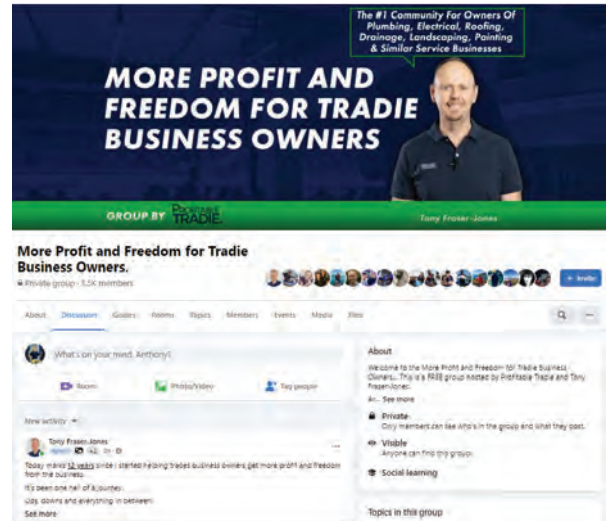 The #1 Community For Owners Of
Plumbing, Electrical, Roofing,
Drainage, Landscaping, Painting
& Similar Service Businesses
MORE PROFIT AND
FREEDOM FOR TRADIE
BUSINESS OWNERS
GROUP BY PROFITABLE TRADIE.
Tony Fraser-Jones
More Profit and Freedom for Tradie
Business Owners.
Private group · 3.5K members
+ Invite
About Discussion Guides Rooms Topics Members Events Media Files
What's on your mind, Anthony?
Room Photo/Video Tag people
New activity
Tony Fraser-Jones
Today marks 12 years since I started helping trades business owners get more profit and freedom
from the business.
It's been one hell of a journey.
Ups, downs and everything in between.
See more
About
Welcome to the More Profit and Freedom for Tradie Business
Owners... This is a FREE group hosted by Profitable Tradie and Tony
Fraser-Jones.
See more
Private
Only members can see who's in the group and what they post.
Visible
Anyone can find this group.
Social learning
Topics in this group